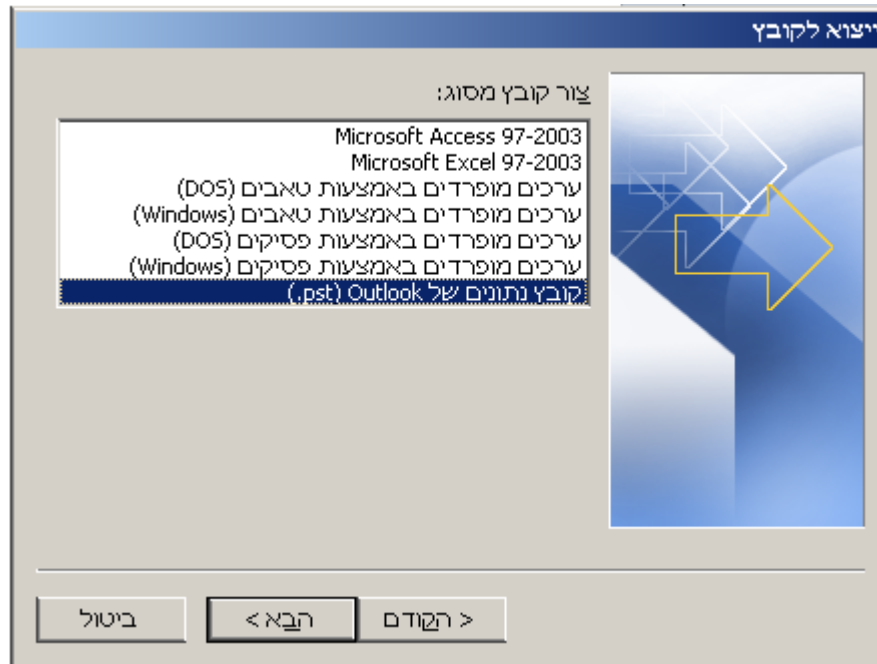 ייצוא לקובץ
צור קובץ מסוג:
Microsoft Access 97-2003
Microsoft Excel 97-2003
ערכים מופרדים באמצעות טאבים (DOS)
ערכים מופרדים באמצעות טאבים (Windows)
ערכים מופרדים באמצעות פסיקים (DOS)
ערכים מופרדים באמצעות פסיקים (Windows)
קובץ נתונים של Outlook (.pst)
< הקודם
הבא >
ביטול